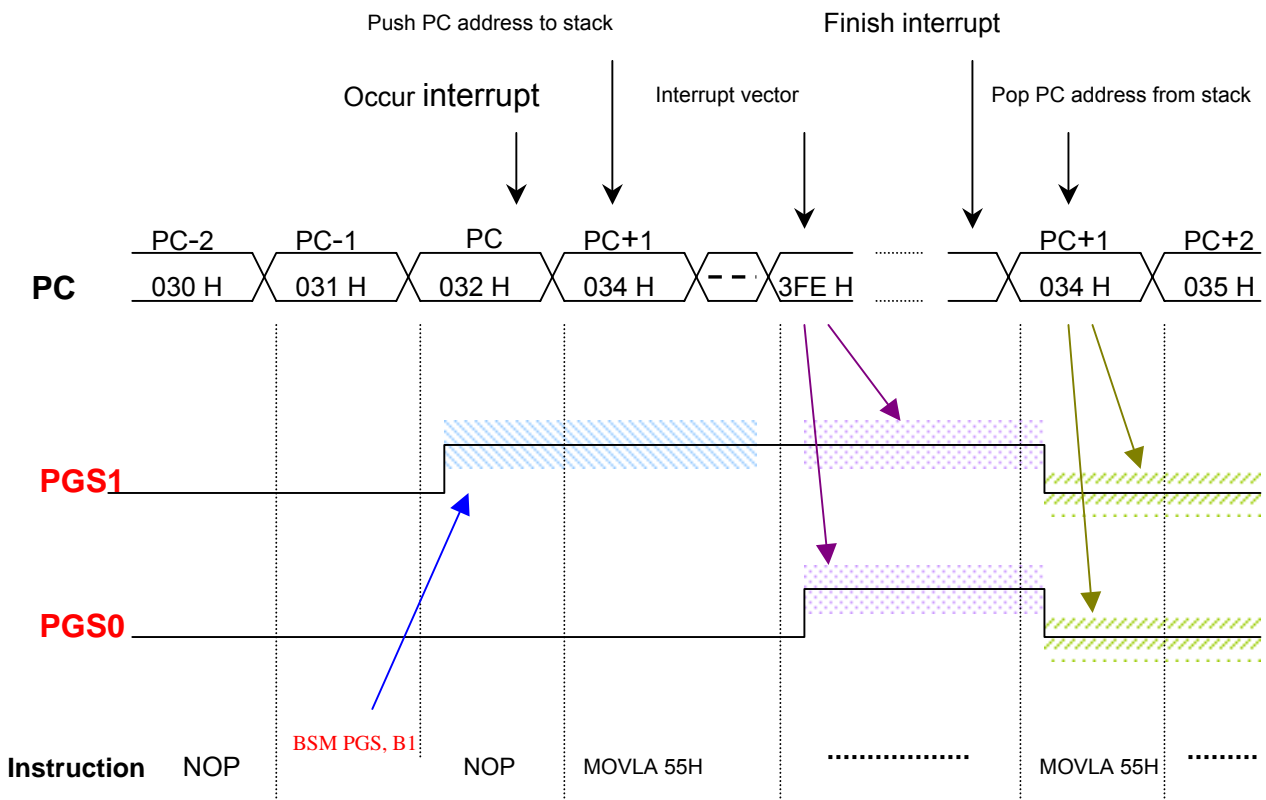 Push PC address to stack
Finish interrupt
Occur interrupt
Interrupt vector
Pop PC address from stack
PC-2 PC-1 PC PC+1 PC+1 PC+2
PC 030 H 031 H 032 H 034 H 3FE H 034 H 035 H
PGS1
PGS0
BSM PGS, B1
Instruction NOP NOP MOVLA 55H MOVLA 55H